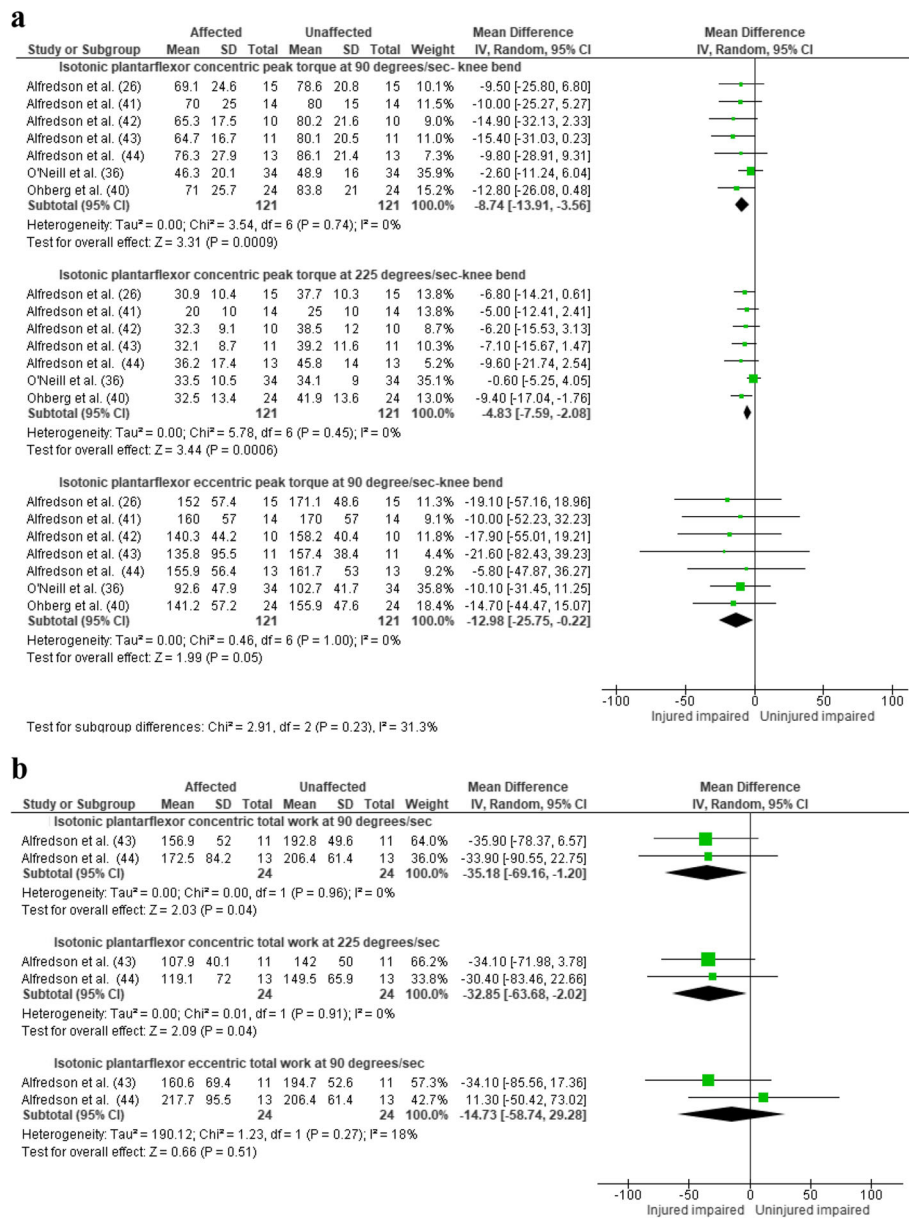 a
Affected Unaffected Mean Difference Mean Difference
Study or Subgroup Mean SD Total Mean SD Total Weight IV, Random, 95% CI IV, Random, 95% CI
Isotonic plantarflexor concentric peak torque at 90 degrees/sec- knee bend
Alfredson et al. (26) 69.1 24.6 15 78.6 20.8 15 10.1% -9.50 [-25.80, 6.80]
Alfredson et al. (41) 70 25 14 80 15 14 11.5% -10.00 [-25.27, 5.27]
Alfredson et al. (42) 65.3 17.5 10 80.2 21.6 10 9.0% -14.90 [-32.13, 2.33]
Alfredson et al. (43) 64.7 16.7 11 80.1 20.5 11 11.0% -15.40 [-31.03, 0.23]
Alfredson et al. (44) 76.3 27.9 13 86.1 21.4 13 7.3% -9.80 [-28.91, 9.31]
O'Neill et al. (36) 46.3 20.1 34 48.9 16 34 35.9% -2.60 [-11.24, 6.04]
Ohberg et al. (40) 71 25.7 24 83.8 21 24 15.2% -12.80 [-26.08, 0.48]
Subtotal (95% CI) 121 121 100.0% -8.74 [-13.91, -3.56]
Heterogeneity: Tau² = 0.00; Chi² = 3.54, df = 6 (P = 0.74); I² = 0%
Test for overall effect: Z = 3.31 (P = 0.0009)
Isotonic plantarflexor concentric peak torque at 225 degrees/sec-knee bend
Alfredson et al. (26) 30.9 10.4 15 37.7 10.3 15 13.8% -6.80 [-14.21, 0.61]
Alfredson et al. (41) 20 10 14 25 10 14 13.8% -5.00 [-12.41, 2.41]
Alfredson et al. (42) 32.3 9.1 10 38.5 12 10 8.7% -6.20 [-15.53, 3.13]
Alfredson et al. (43) 32.1 8.7 11 39.2 11.6 11 10.4% -7.10 [-15.67, 1.47]
Alfredson et al. (44) 36.2 17.4 13 45.8 14 13 5.2% -9.60 [-21.74, 2.54]
O'Neill et al. (36) 33.5 10.5 34 34.1 9 34 35.1% -0.60 [-5.25, 4.05]
Ohberg et al. (40) 32.5 13.4 24 41.9 13.6 24 13.0% -9.40 [-17.04, -1.76]
Subtotal (95% CI) 121 121 100.0% -4.83 [-7.59, -2.08]
Heterogeneity: Tau² = 0.00; Chi² = 5.78, df = 6 (P = 0.45); I² = 0%
Test for overall effect: Z = 3.44 (P = 0.0006)
Isotonic plantarflexor eccentric peak torque at 90 degree/sec-knee bend
Alfredson et al. (26) 152 57.4 15 171.1 48.6 15 11.3% -19.10 [-57.16, 18.96]
Alfredson et al. (41) 160 57 14 170 57 14 9.1% -10.00 [-52.23, 32.23]
Alfredson et al. (42) 140.3 44.2 10 158.2 40.4 10 11.8% -17.90 [-55.01, 19.21]
Alfredson et al. (43) 135.8 95.5 11 157.4 38.4 11 4.4% -21.60 [-82.43, 39.23]
Alfredson et al. (44) 155.9 56.4 13 161.7 53 13 9.2% -5.80 [-47.87, 36.27]
O'Neill et al. (36) 92.6 47.9 34 102.7 41.7 34 35.8% -10.10 [-31.45, 11.25]
Ohberg et al. (40) 141.2 57.2 24 155.9 47.6 24 18.4% -14.70 [-44.47, 15.07]
Subtotal (95% CI) 121 121 100.0% -12.98 [-25.75, -0.22]
Heterogeneity: Tau² = 0.00; Chi² = 0.46, df = 6 (P = 1.00); I² = 0%
Test for overall effect: Z = 1.99 (P = 0.05)
-100 -50 0 50 100
Injured impaired Uninjured impaired
Test for subgroup differences: Chi² = 2.91, df = 2 (P = 0.23), I² = 31.3%
b
Affected Unaffected Mean Difference Mean Difference
Study or Subgroup Mean SD Total Mean SD Total Weight IV, Random, 95% CI IV, Random, 95% CI
Isotonic plantarflexor concentric total work at 90 degrees/sec
Alfredson et al. (43) 156.9 52 11 192.8 49.6 11 64.0% -35.90 [-78.37, 6.57]
Alfredson et al. (44) 172.5 84.2 13 206.4 61.4 13 36.0% -33.90 [-90.55, 22.75]
Subtotal (95% CI) 24 24 100.0% -35.18 [-69.16, -1.20]
Heterogeneity: Tau² = 0.00; Chi² = 0.00, df = 1 (P = 0.96); I² = 0%
Test for overall effect: Z = 2.03 (P = 0.04)
Isotonic plantarflexor concentric total work at 225 degrees/sec
Alfredson et al. (43) 107.9 40.1 11 142 50 11 66.2% -34.10 [-71.98, 3.78]
Alfredson et al. (44) 119.1 72 13 149.5 65.9 13 33.8% -30.40 [-83.46, 22.66]
Subtotal (95% CI) 24 24 100.0% -32.85 [-63.68, -2.02]
Heterogeneity: Tau² = 0.00; Chi² = 0.01, df = 1 (P = 0.91); I² = 0%
Test for overall effect: Z = 2.09 (P = 0.04)
Isotonic plantarflexor eccentric total work at 90 degrees/sec
Alfredson et al. (43) 160.6 69.4 11 194.7 52.6 11 57.3% -34.10 [-85.56, 17.36]
Alfredson et al. (44) 217.7 95.5 13 206.4 61.4 13 42.7% 11.30 [-50.42, 73.02]
Subtotal (95% CI) 24 24 100.0% -14.73 [-58.74, 29.28]
Heterogeneity: Tau² = 190.12; Chi² = 1.23, df = 1 (P = 0.27); I² = 18%
Test for overall effect: Z = 0.66 (P = 0.51)
-100 -50 0 50 100
Injured impaired Uninjured impaired